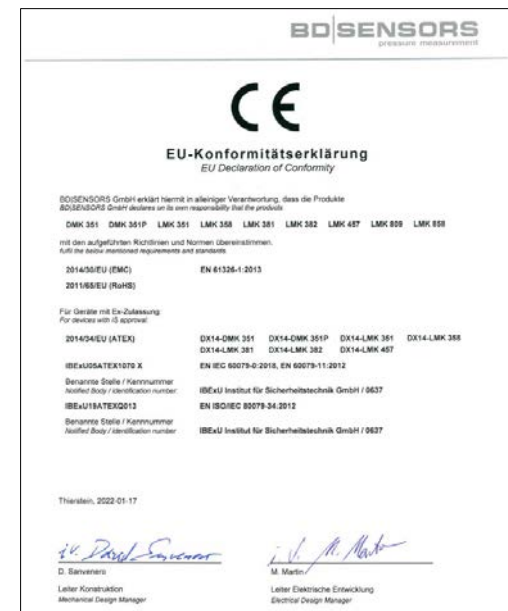 BD|SENSORS
pressure measurement
CE
EU-Konformitätserklärung
EU Declaration of Conformity
BD|SENSORS GmbH erklärt hiermit in alleiniger Verantwortung, dass die Produkte
BD|SENSORS GmbH declares on its own responsibility that the products
DMK 351 DMK 351P LMK 351 LMK 358 LMK 381 LMK 382 LMK 457 LMK 809 LMK 858
mit den aufgeführten Richtlinien und Normen übereinstimmen.
fulfil the below mentioned requirements and standards
2014/30/EU (EMC) EN 61326-1:2013
2011/65/EU (RoHS)
Für Geräte mit Ex-Zulassung:
For devices with IS approval:
2014/34/EU (ATEX) DX14-DMK 351 DX14-DMK 351P DX14-LMK 351 DX14-LMK 358
DX14-LMK 381 DX14-LMK 382 DX14-LMK 457
IBExU05ATEX1070 X EN IEC 60079-0:2018, EN 60079-11:2012
Benannte Stelle / Kennnummer
Notified Body / identification number: IBExU Institut für Sicherheitstechnik GmbH / 0637
IBExU19ATEXQ013 EN ISO/IEC 80079-34:2012
Benannte Stelle / Kennnummer
Notified Body / identification number: IBExU Institut für Sicherheitstechnik GmbH / 0637
Thierstein, 2022-01-17
i.V. David Sanvenero i.V. M. Martin
D. Sanvenero M. Martin
Leiter Konstruktion Leiter Elektrische Entwicklung
Mechanical Design Manager Electrical Design Manager